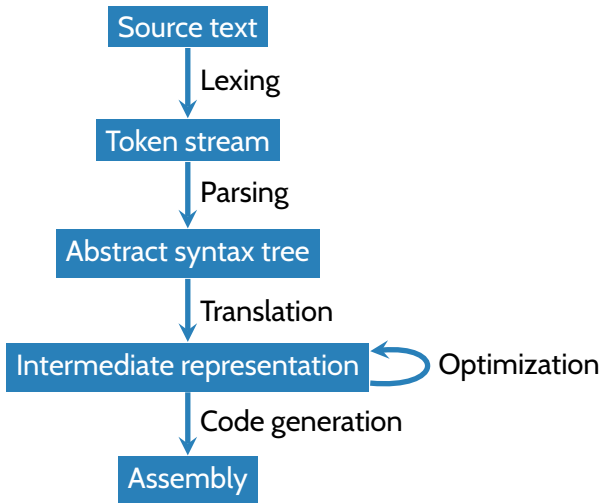 Source text
Lexing
Token stream
Parsing
Abstract syntax tree
Translation
Intermediate representation
Optimization
Code generation
Assembly